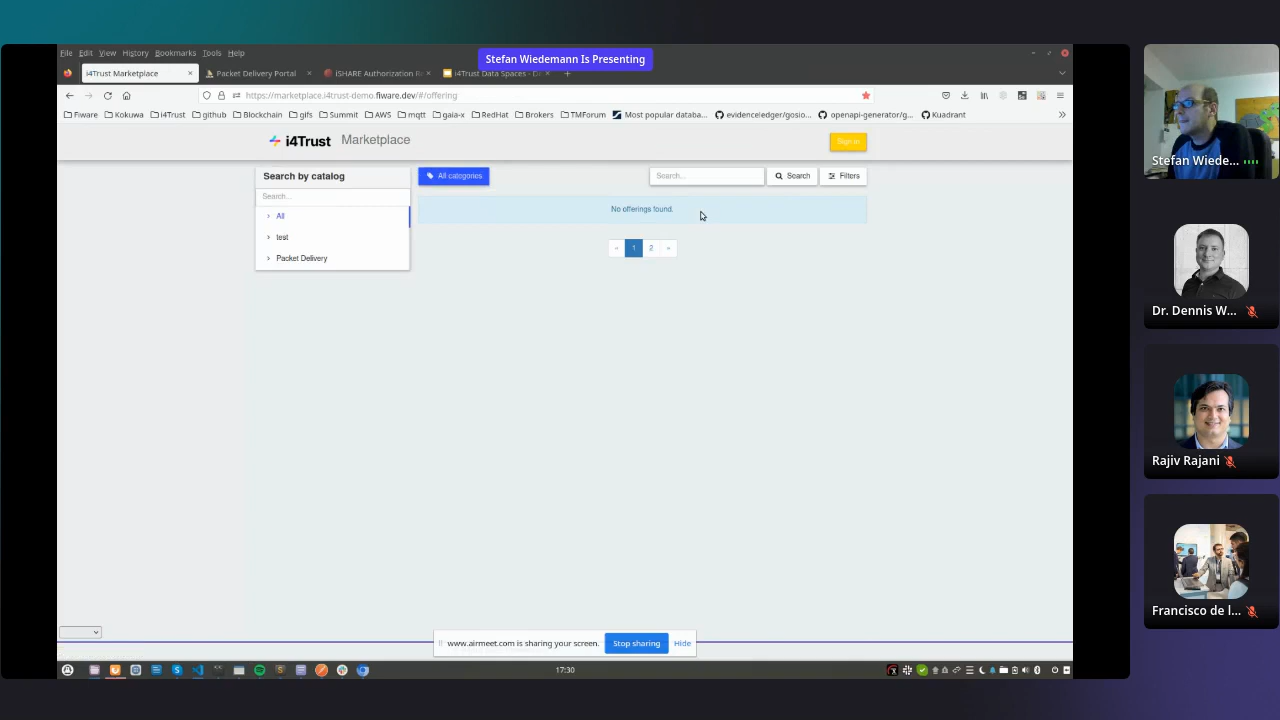 File Edit View History Bookmarks Tools Help
Stefan Wiedemann Is Presenting
i4Trust Marketplace
Packet Delivery Portal
iSHARE Authorization R
i4Trust Data Spaces - D
https://marketplace.i4trust-demo.fiware.dev/#/offering
Fiware Kokuwa i4Trust github Blockchain gifs Summit AWS mqtt gaia-x RedHat Brokers TMForum Most popular databa... evidenceledger/gosio... openapi-generator/g... Kuadrant
i4Trust Marketplace
Sign in
Search by catalog
Search...
All
test
Packet Delivery
All categories
Search...
Search
Filters
No offerings found.
« 1 2 »
www.airmeet.com is sharing your screen.
Stop sharing
Hide
17:30
Stefan Wiede...
Dr. Dennis W...
Rajiv Rajani
Francisco de l...